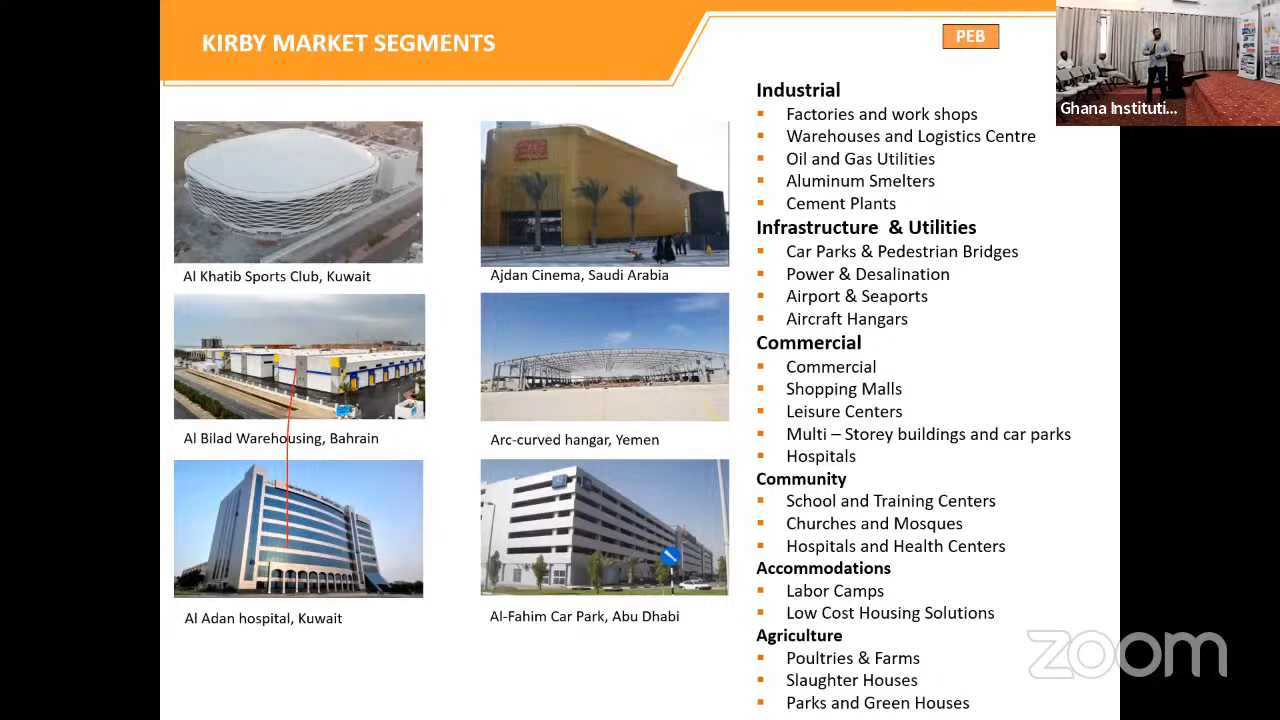 KIRBY MARKET SEGMENTS
PEB
Ghana Instituti...
Al Khatib Sports Club, Kuwait
Ajdan Cinema, Saudi Arabia
Al Bilad Warehousing, Bahrain
Arc-curved hangar, Yemen
Al Adan hospital, Kuwait
Al-Fahim Car Park, Abu Dhabi
Industrial
▪ Factories and work shops
▪ Warehouses and Logistics Centre
▪ Oil and Gas Utilities
▪ Aluminum Smelters
▪ Cement Plants
Infrastructure & Utilities
▪ Car Parks & Pedestrian Bridges
▪ Power & Desalination
▪ Airport & Seaports
▪ Aircraft Hangars
Commercial
▪ Commercial
▪ Shopping Malls
▪ Leisure Centers
▪ Multi – Storey buildings and car parks
▪ Hospitals
Community
▪ School and Training Centers
▪ Churches and Mosques
▪ Hospitals and Health Centers
Accommodations
▪ Labor Camps
▪ Low Cost Housing Solutions
Agriculture
▪ Poultries & Farms
▪ Slaughter Houses
▪ Parks and Green Houses
zoom